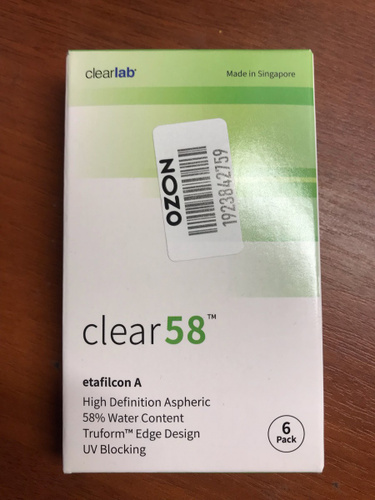 clearlab
Made in Singapore
OZON
1923842759
clear58™
etafilcon A
High Definition Aspheric
58% Water Content
Truform™ Edge Design
UV Blocking
6
Pack